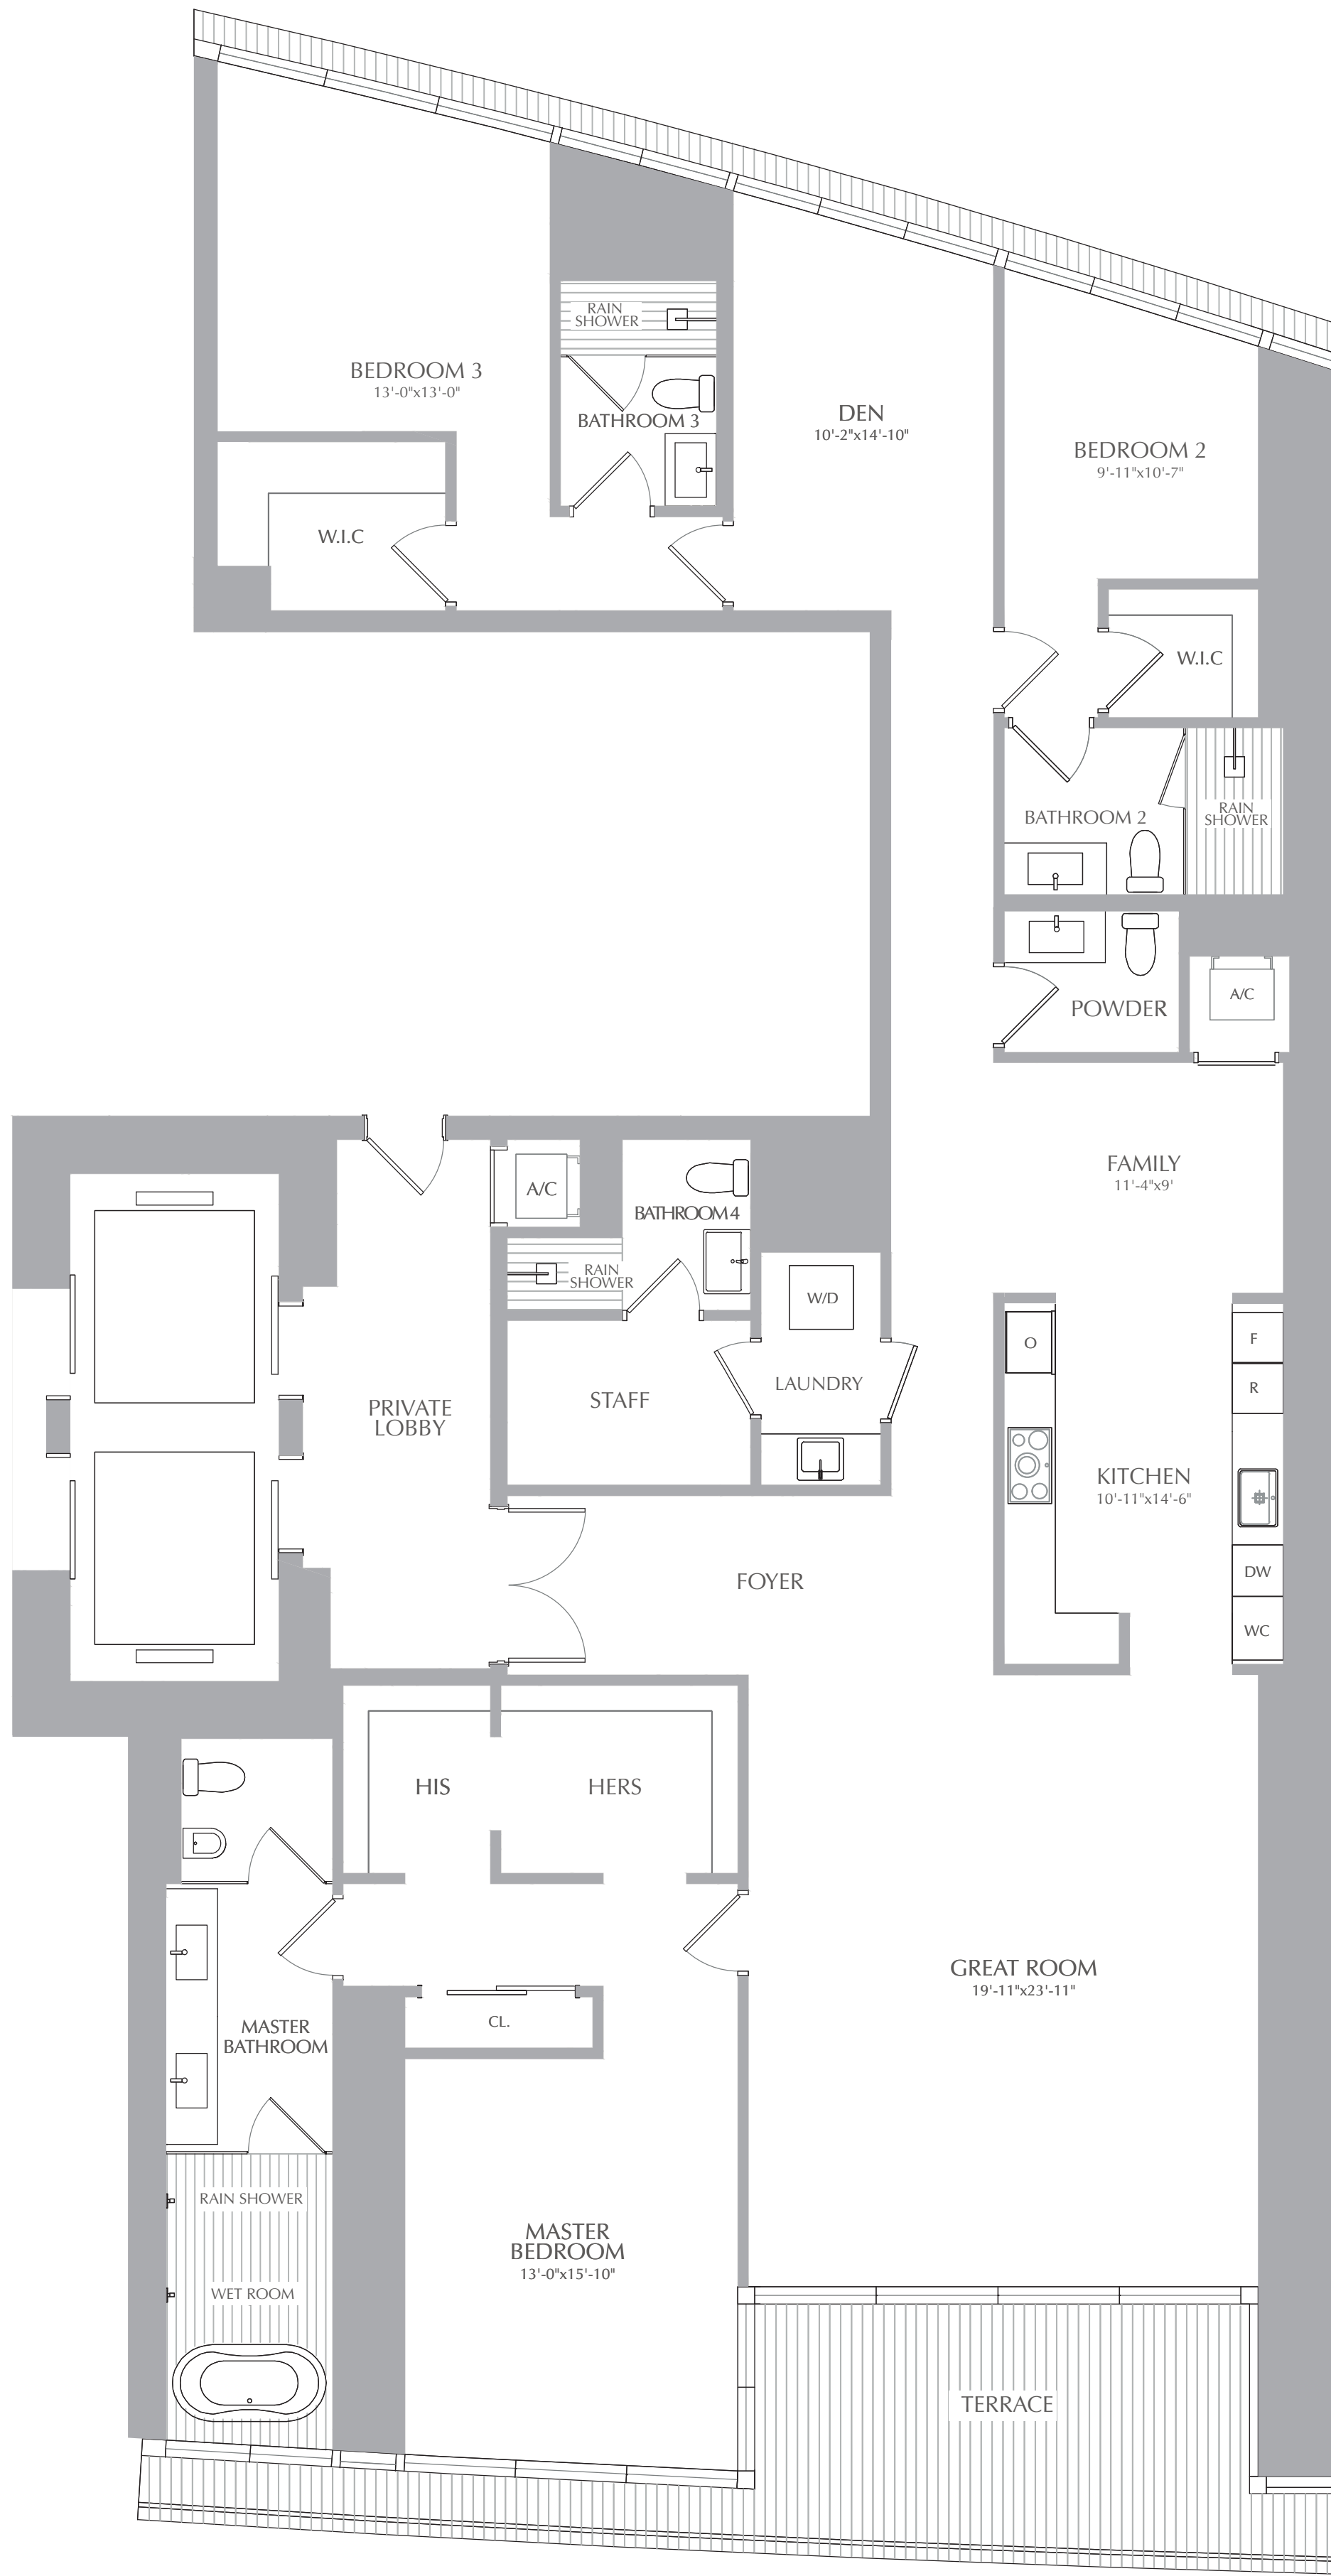 RAIN
SHOWER
BEDROOM 3
13'-0"x13'-0"
BATHROOM 3
DEN
10'-2"x14'-10"
BEDROOM 2
9'-11"x10'-7"
W.I.C
W.I.C
BATHROOM 2
RAIN
SHOWER
A/C
POWDER
FAMILY
11'-4"x9'
A/C
BATHROOM 4
RAIN
SHOWER
W/D
O
F
R
LAUNDRY
STAFF
PRIVATE
LOBBY
KITCHEN
10'-11"x14'-6"
FOYER
DW
WC
HIS
HERS
GREAT ROOM
19'-11"x23'-11"
CL.
MASTER
BATHROOM
RAIN SHOWER
MASTER
BEDROOM
13'-0"x15'-10"
WET ROOM
TERRACE